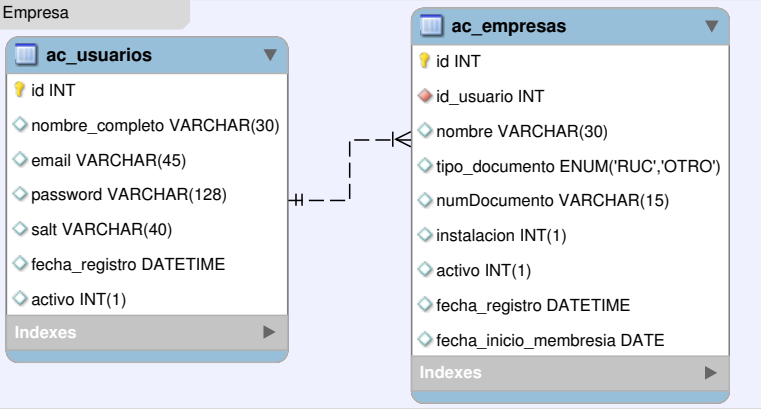 Empresa
ac_usuarios
id INT
nombre_completo VARCHAR(30)
email VARCHAR(45)
password VARCHAR(128)
salt VARCHAR(40)
fecha_registro DATETIME
activo INT(1)
Indexes
ac_empresas
id INT
id_usuario INT
nombre VARCHAR(30)
tipo_documento ENUM('RUC','OTRO')
numDocumento VARCHAR(15)
instalacion INT(1)
activo INT(1)
fecha_registro DATETIME
fecha_inicio_membresia DATE
Indexes